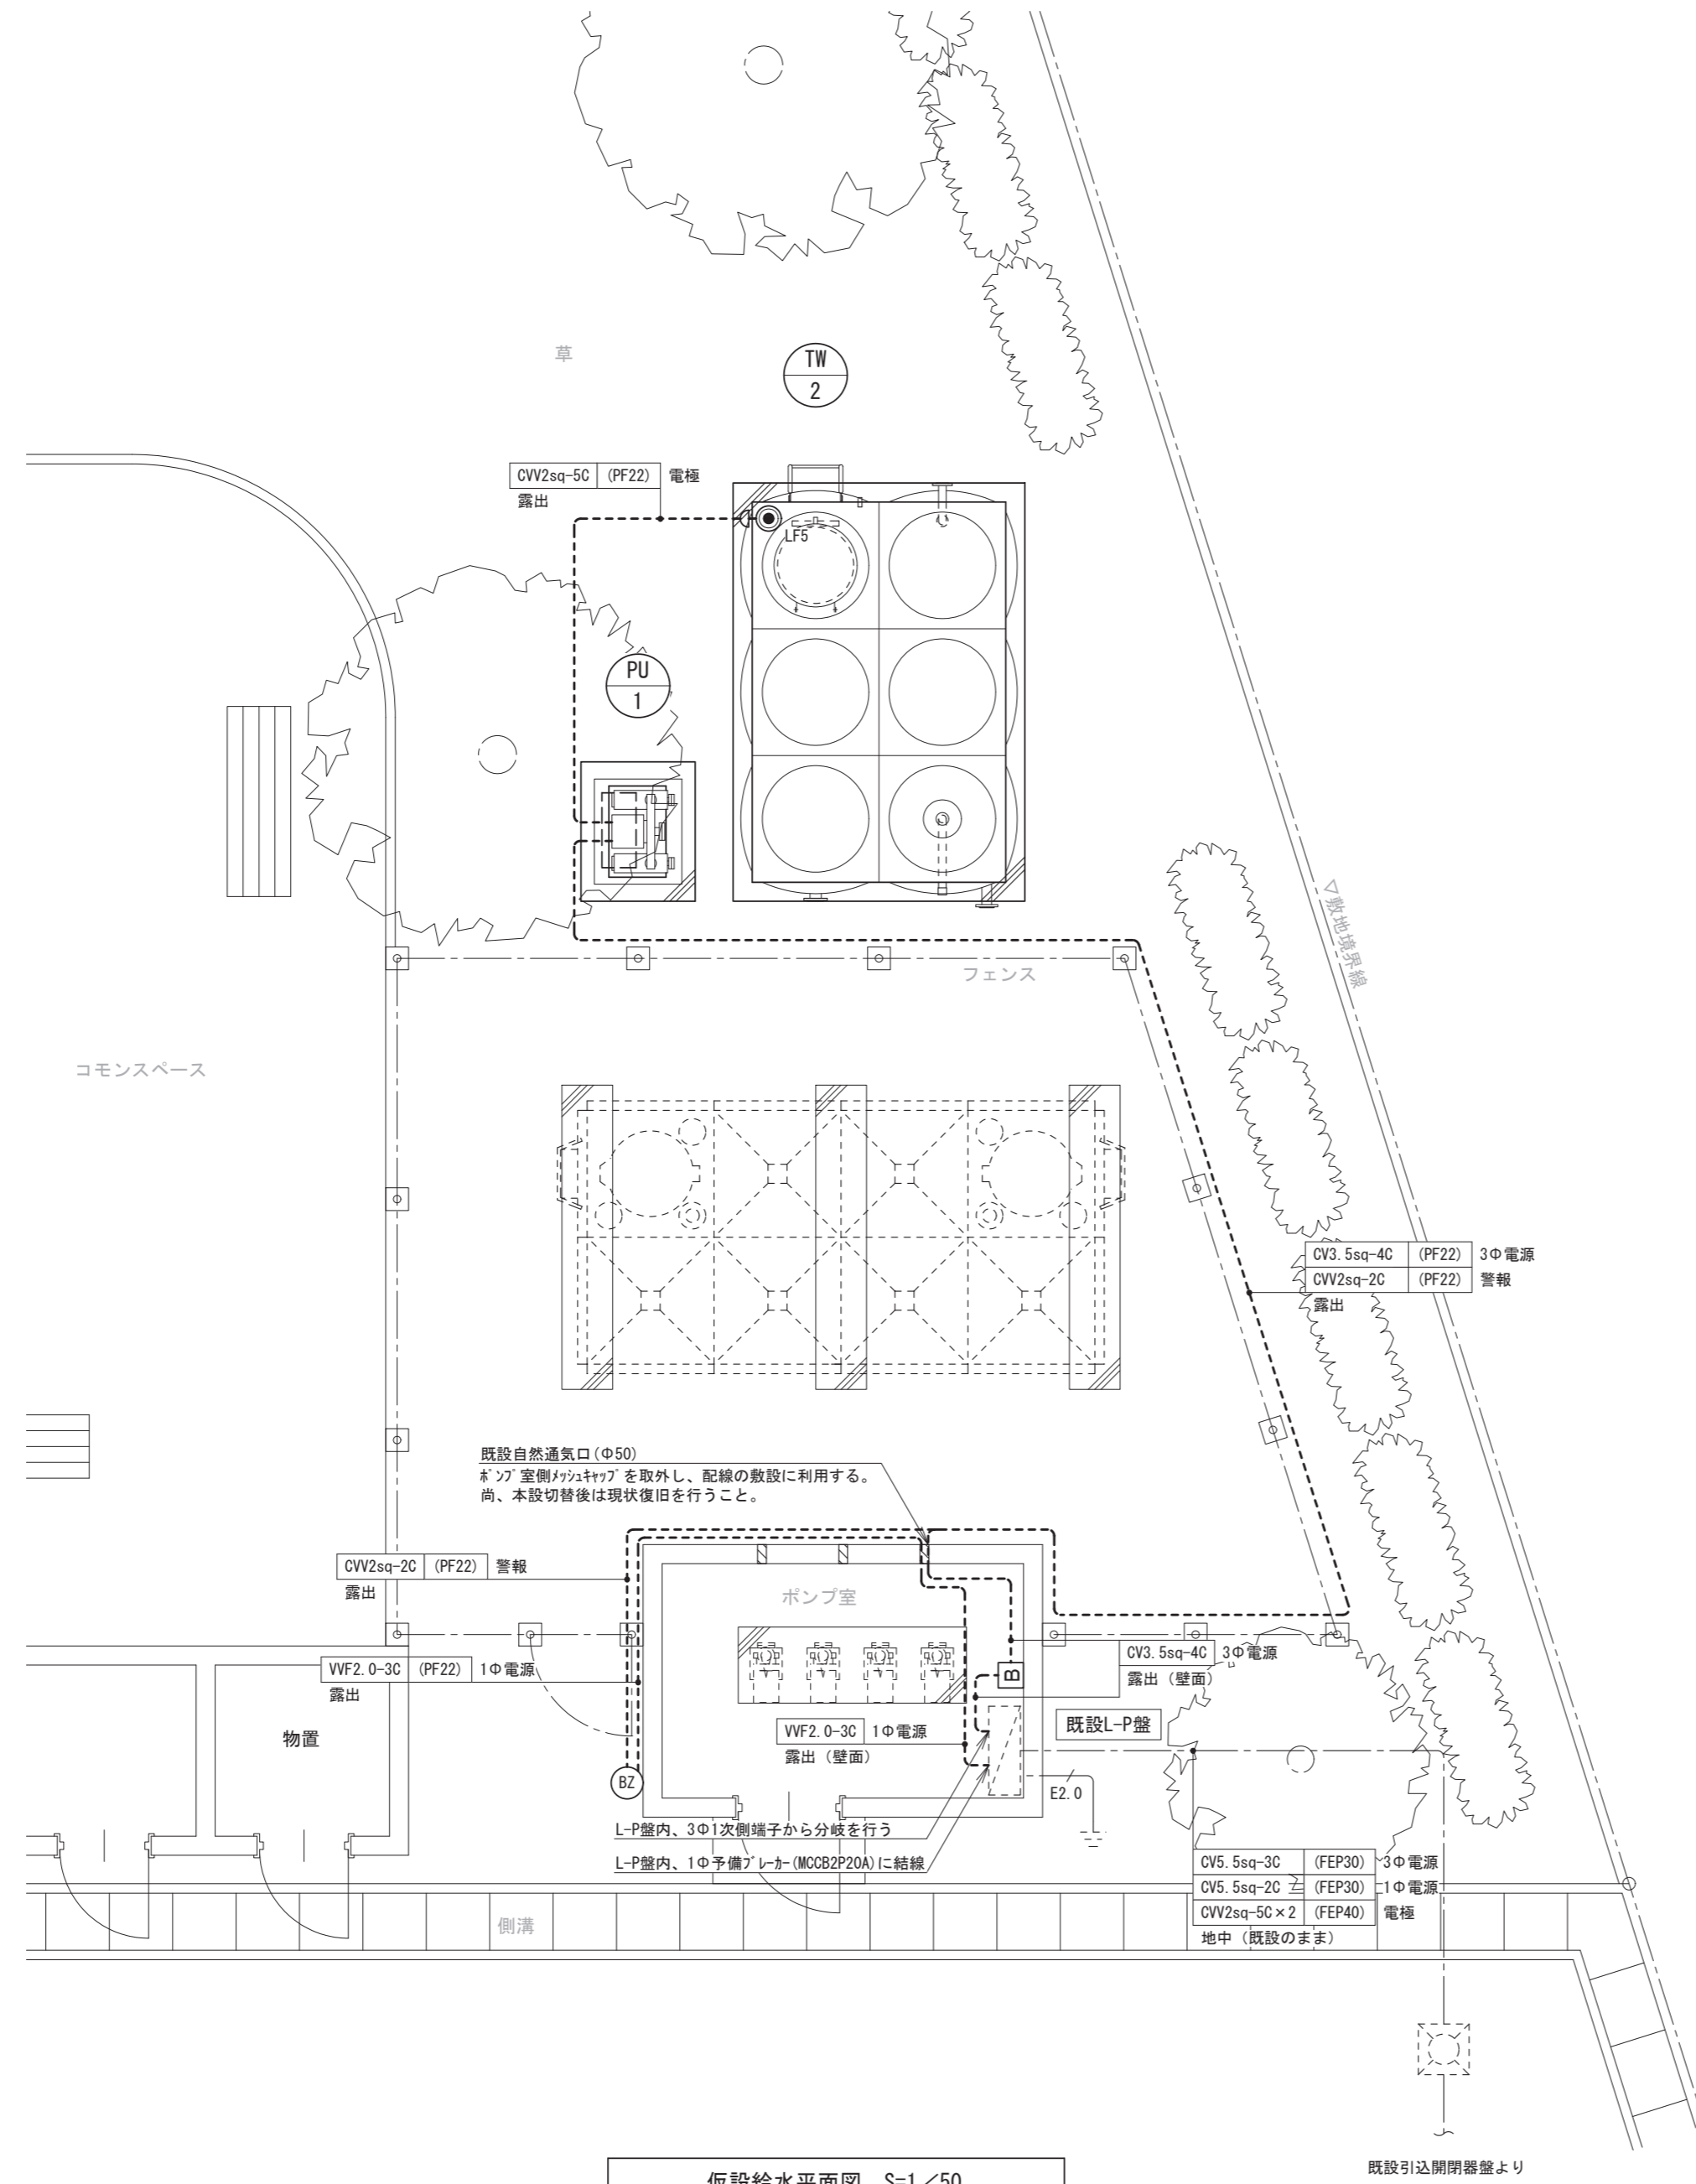 草
TW
2
CVV2sq-5C (PF22) 電極
露出
LF5
PU
1
▽敷地境界線
フェンス
コモンスペース
CV3.5sq-4C (PF22) 3Φ電源
CVV2sq-2C (PF22) 警報
露出
既設自然通気口(Φ50)
ﾎﾟﾝﾌﾟ室側ﾒｯｼｭｷｬｯﾌﾟを取外し、配線の敷設に利用する。
尚、本設切替後は現状復旧を行うこと。
CVV2sq-2C (PF22) 警報
露出
ポンプ室
VVF2.0-3C (PF22) 1Φ電源
露出
CV3.5sq-4C 3Φ電源
露出（壁面）
B
物置
VVF2.0-3C 1Φ電源
露出（壁面）
既設L-P盤
BZ
E2.0
L-P盤内、3Φ1次側端子から分岐を行う
L-P盤内、1Φ予備ﾌﾞﾚｰｶｰ(MCCB2P20A)に結線
CV5.5sq-3C (FEP30) 3Φ電源
CV5.5sq-2C (FEP30) 1Φ電源
CVV2sq-5C×2 (FEP40) 電極
地中（既設のまま）
側溝
既設引込開閉器盤より
仮設給水平面図 S=1／50